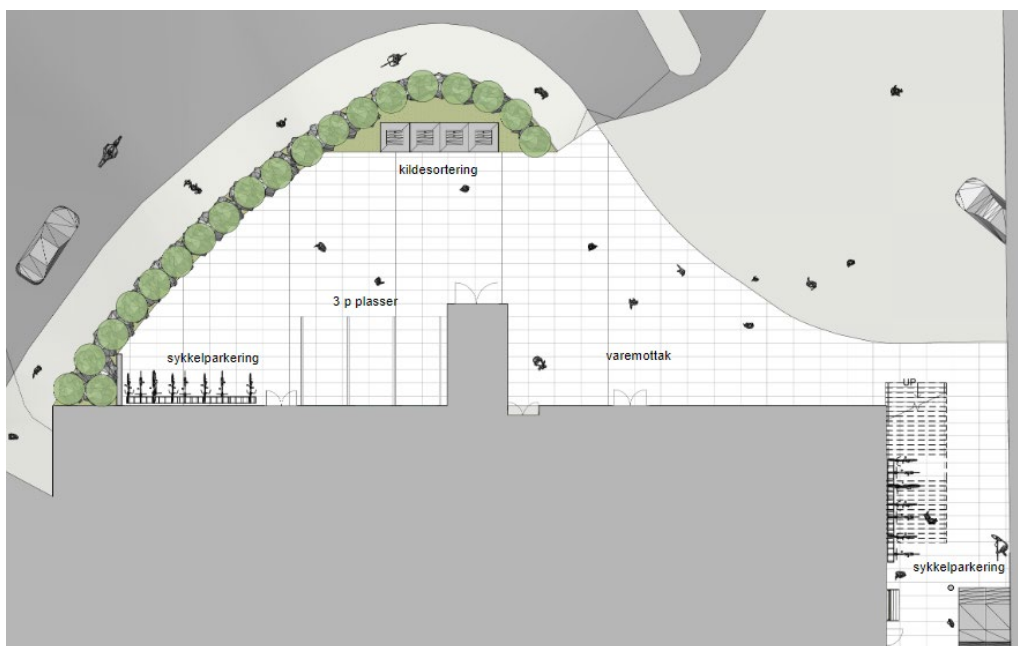 kildesortering
3 p plasser
sykkelparkering
varemottak
UP
sykkelparkering